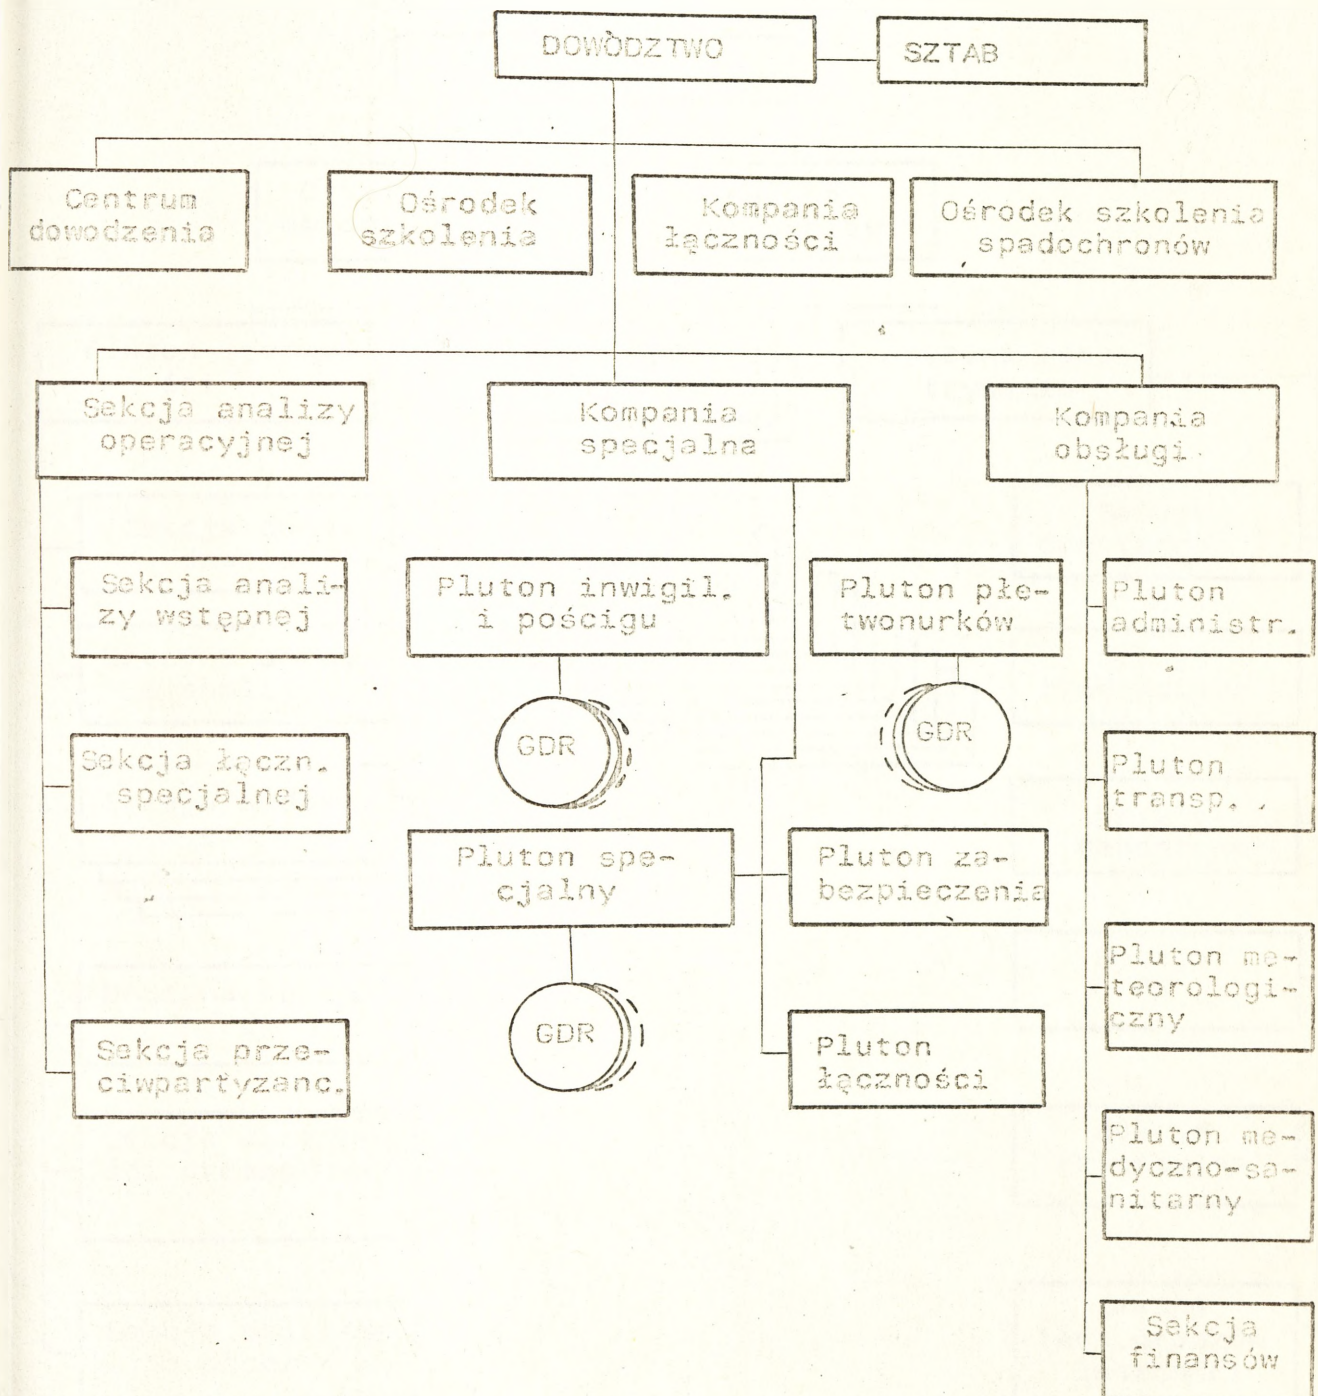 DOWÓDZTWO
SZTAB
Centrum
dowodzenia
Ośrodek
szkolenia
Kompania
łączności
Ośrodek szkolenia
spadochronów
Sekcja analizy
operacyjnej
Kompania
specjalna
Kompania
obsługi
Sekcja anali-
zy wstępnej
Pluton inwigil.
i pościgu
Pluton płe-
twonurków
Pluton
administr.
GDR
GDR
Sekcja łączn.
specjalnej
Pluton
transp.
Pluton spe-
cjalny
Pluton za-
bezpieczenia
Pluton me-
teorologi-
czny
GDR
Sekcja prze-
ciwpartyzanc.
Pluton
łączności
Pluton me-
dyczno-sa-
nitarny
Sekcja
finansów